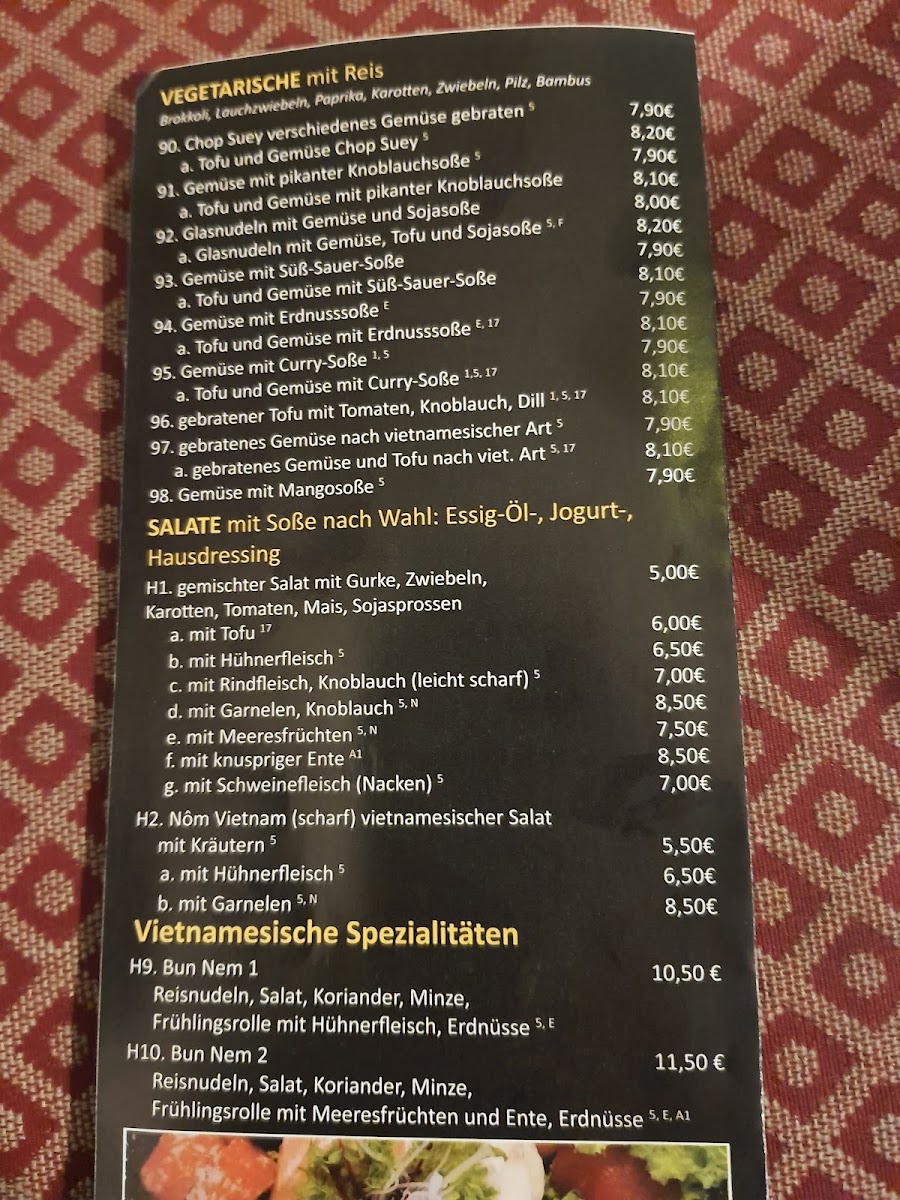 VEGETARISCHE mit Reis
Brokkoli, Lauchzwiebeln, Paprika, Karotten, Zwiebeln, Pilz, Bambus
90. Chop Suey verschiedenes Gemüse gebraten 5 7,90€
a. Tofu und Gemüse Chop Suey 5 8,20€
91. Gemüse mit pikanter Knoblauchsoße 5 7,90€
a. Tofu und Gemüse mit pikanter Knoblauchsoße 8,10€
92. Glasnudeln mit Gemüse und Sojasoße 8,00€
a. Glasnudeln mit Gemüse, Tofu und Sojasoße 5, F 8,20€
93. Gemüse mit Süß-Sauer-Soße 7,90€
a. Tofu und Gemüse mit Süß-Sauer-Soße 8,10€
94. Gemüse mit Erdnusssoße E 7,90€
a. Tofu und Gemüse mit Erdnusssoße E, 17 8,10€
95. Gemüse mit Curry-Soße 1, 5 7,90€
a. Tofu und Gemüse mit Curry-Soße 1,5, 17 8,10€
96. gebratener Tofu mit Tomaten, Knoblauch, Dill 1, 5, 17 8,10€
97. gebratenes Gemüse nach vietnamesischer Art 5 7,90€
a. gebratenes Gemüse und Tofu nach viet. Art 5, 17 8,10€
98. Gemüse mit Mangosoße 5 7,90€
SALATE mit Soße nach Wahl: Essig-Öl-, Jogurt-,
Hausdressing
H1. gemischter Salat mit Gurke, Zwiebeln, 5,00€
Karotten, Tomaten, Mais, Sojasprossen
a. mit Tofu 17 6,00€
b. mit Hühnerfleisch 5 6,50€
c. mit Rindfleisch, Knoblauch (leicht scharf) 5 7,00€
d. mit Garnelen, Knoblauch 5, N 8,50€
e. mit Meeresfrüchten 5, N 7,50€
f. mit knuspriger Ente A1 8,50€
g. mit Schweinefleisch (Nacken) 5 7,00€
H2. Nôm Vietnam (scharf) vietnamesischer Salat
mit Kräutern 5 5,50€
a. mit Hühnerfleisch 5 6,50€
b. mit Garnelen 5, N 8,50€
Vietnamesische Spezialitäten
H9. Bun Nem 1 10,50 €
Reisnudeln, Salat, Koriander, Minze,
Frühlingsrolle mit Hühnerfleisch, Erdnüsse 5, E
H10. Bun Nem 2 11,50 €
Reisnudeln, Salat, Koriander, Minze,
Frühlingsrolle mit Meeresfrüchten und Ente, Erdnüsse 5, E, A1